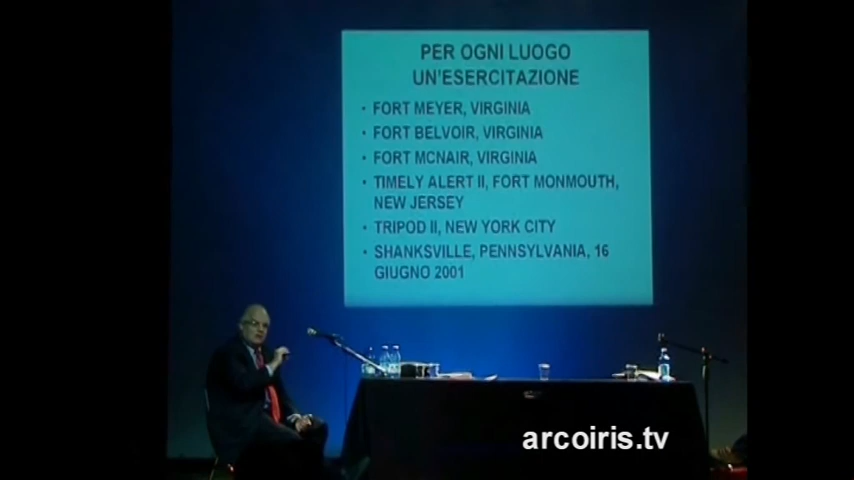 PER OGNI LUOGO
UN'ESERCITAZIONE
• FORT MEYER, VIRGINIA
• FORT BELVOIR, VIRGINIA
• FORT MCNAIR, VIRGINIA
• TIMELY ALERT II, FORT MONMOUTH,
NEW JERSEY
• TRIPOD II, NEW YORK CITY
• SHANKSVILLE, PENNSYLVANIA, 16
GIUGNO 2001
arcoiris.tv